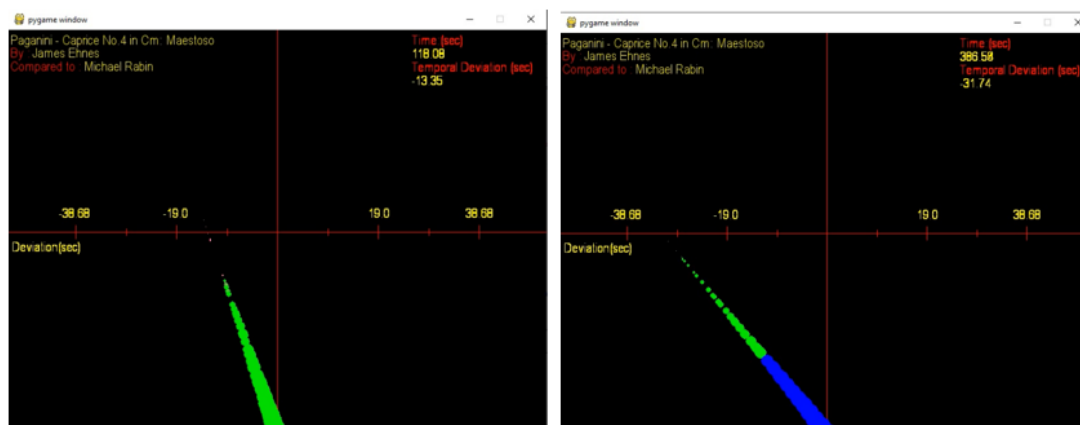 pygame window
Paganini - Caprice No.4 in Cm: Maestoso
By : James Ehnes
Compared to : Michael Rabin
Time (sec)
118.08
Temporal Deviation (sec)
-13.35
-38.68 -19.0 19.0 38.68
Deviation(sec)
pygame window
Paganini - Caprice No.4 in Cm: Maestoso
By : James Ehnes
Compared to : Michael Rabin
Time (sec)
386.58
Temporal Deviation (sec)
-31.74
-38.68 -19.0 19.0 38.68
Deviation(sec)